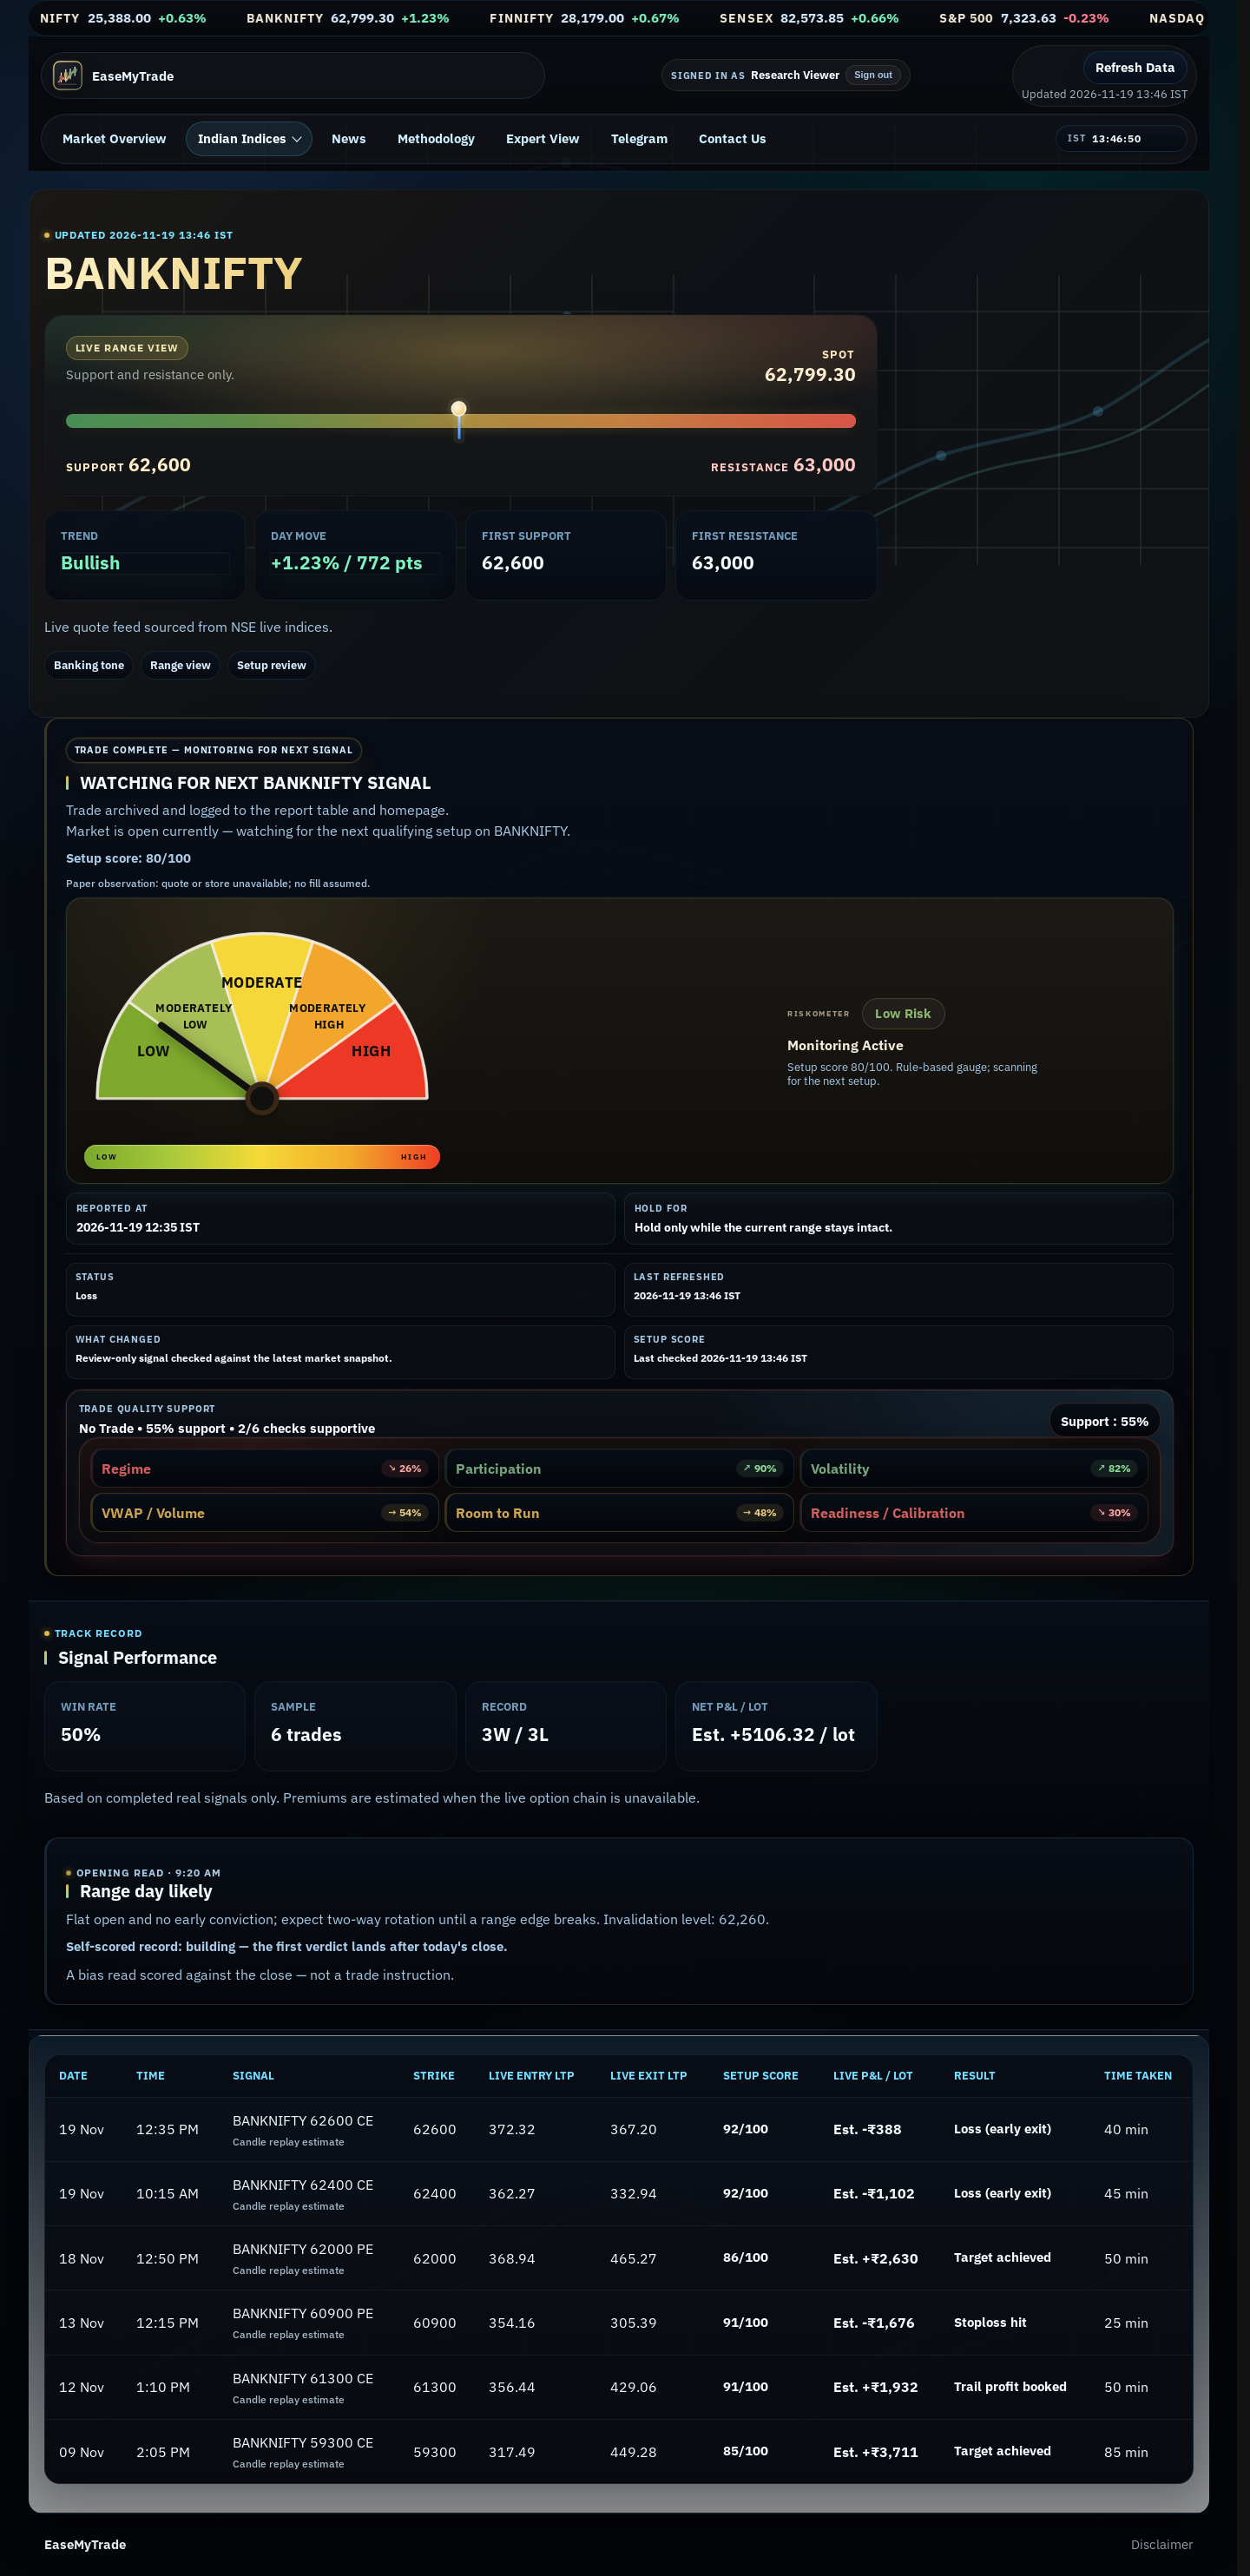 NIFTY 25,388.00 +0.63% BANKNIFTY 62,799.30 +1.23% FINNIFTY 28,179.00 +0.67% SENSEX 82,573.85 +0.66% S&P 500 7,323.63 -0.23% NASDAQ
EaseMyTrade
SIGNED IN AS Research Viewer Sign out
Refresh Data
Updated 2026-11-19 13:46 IST
Market Overview Indian Indices News Methodology Expert View Telegram Contact Us
IST 13:46:50
UPDATED 2026-11-19 13:46 IST
BANKNIFTY
LIVE RANGE VIEW
Support and resistance only.
SPOT
62,799.30
SUPPORT 62,600
RESISTANCE 63,000
TREND
Bullish
DAY MOVE
+1.23% / 772 pts
FIRST SUPPORT
62,600
FIRST RESISTANCE
63,000
Live quote feed sourced from NSE live indices.
Banking tone Range view Setup review
TRADE COMPLETE — MONITORING FOR NEXT SIGNAL
WATCHING FOR NEXT BANKNIFTY SIGNAL
Trade archived and logged to the report table and homepage.
Market is open currently — watching for the next qualifying setup on BANKNIFTY.
Setup score: 80/100
Paper observation: quote or store unavailable; no fill assumed.
MODERATE
MODERATELY
LOW
MODERATELY
HIGH
LOW
HIGH
LOW HIGH
RISKOMETER Low Risk
Monitoring Active
Setup score 80/100. Rule-based gauge; scanning
for the next setup.
REPORTED AT
2026-11-19 12:35 IST
HOLD FOR
Hold only while the current range stays intact.
STATUS
Loss
LAST REFRESHED
2026-11-19 13:46 IST
WHAT CHANGED
Review-only signal checked against the latest market snapshot.
SETUP SCORE
Last checked 2026-11-19 13:46 IST
TRADE QUALITY SUPPORT
No Trade • 55% support • 2/6 checks supportive
Support : 55%
Regime ↘ 26%
Participation ↗ 90%
Volatility ↗ 82%
VWAP / Volume → 54%
Room to Run → 48%
Readiness / Calibration ↘ 30%
TRACK RECORD
Signal Performance
WIN RATE
50%
SAMPLE
6 trades
RECORD
3W / 3L
NET P&L / LOT
Est. +5106.32 / lot
Based on completed real signals only. Premiums are estimated when the live option chain is unavailable.
OPENING READ · 9:20 AM
Range day likely
Flat open and no early conviction; expect two-way rotation until a range edge breaks. Invalidation level: 62,260.
Self-scored record: building — the first verdict lands after today's close.
A bias read scored against the close — not a trade instruction.
DATE TIME SIGNAL STRIKE LIVE ENTRY LTP LIVE EXIT LTP SETUP SCORE LIVE P&L / LOT RESULT TIME TAKEN
19 Nov 12:35 PM BANKNIFTY 62600 CE 62600 372.32 367.20 92/100 Est. -₹388 Loss (early exit) 40 min
Candle replay estimate
19 Nov 10:15 AM BANKNIFTY 62400 CE 62400 362.27 332.94 92/100 Est. -₹1,102 Loss (early exit) 45 min
Candle replay estimate
18 Nov 12:50 PM BANKNIFTY 62000 PE 62000 368.94 465.27 86/100 Est. +₹2,630 Target achieved 50 min
Candle replay estimate
13 Nov 12:15 PM BANKNIFTY 60900 PE 60900 354.16 305.39 91/100 Est. -₹1,676 Stoploss hit 25 min
Candle replay estimate
12 Nov 1:10 PM BANKNIFTY 61300 CE 61300 356.44 429.06 91/100 Est. +₹1,932 Trail profit booked 50 min
Candle replay estimate
09 Nov 2:05 PM BANKNIFTY 59300 CE 59300 317.49 449.28 85/100 Est. +₹3,711 Target achieved 85 min
Candle replay estimate
EaseMyTrade
Disclaimer